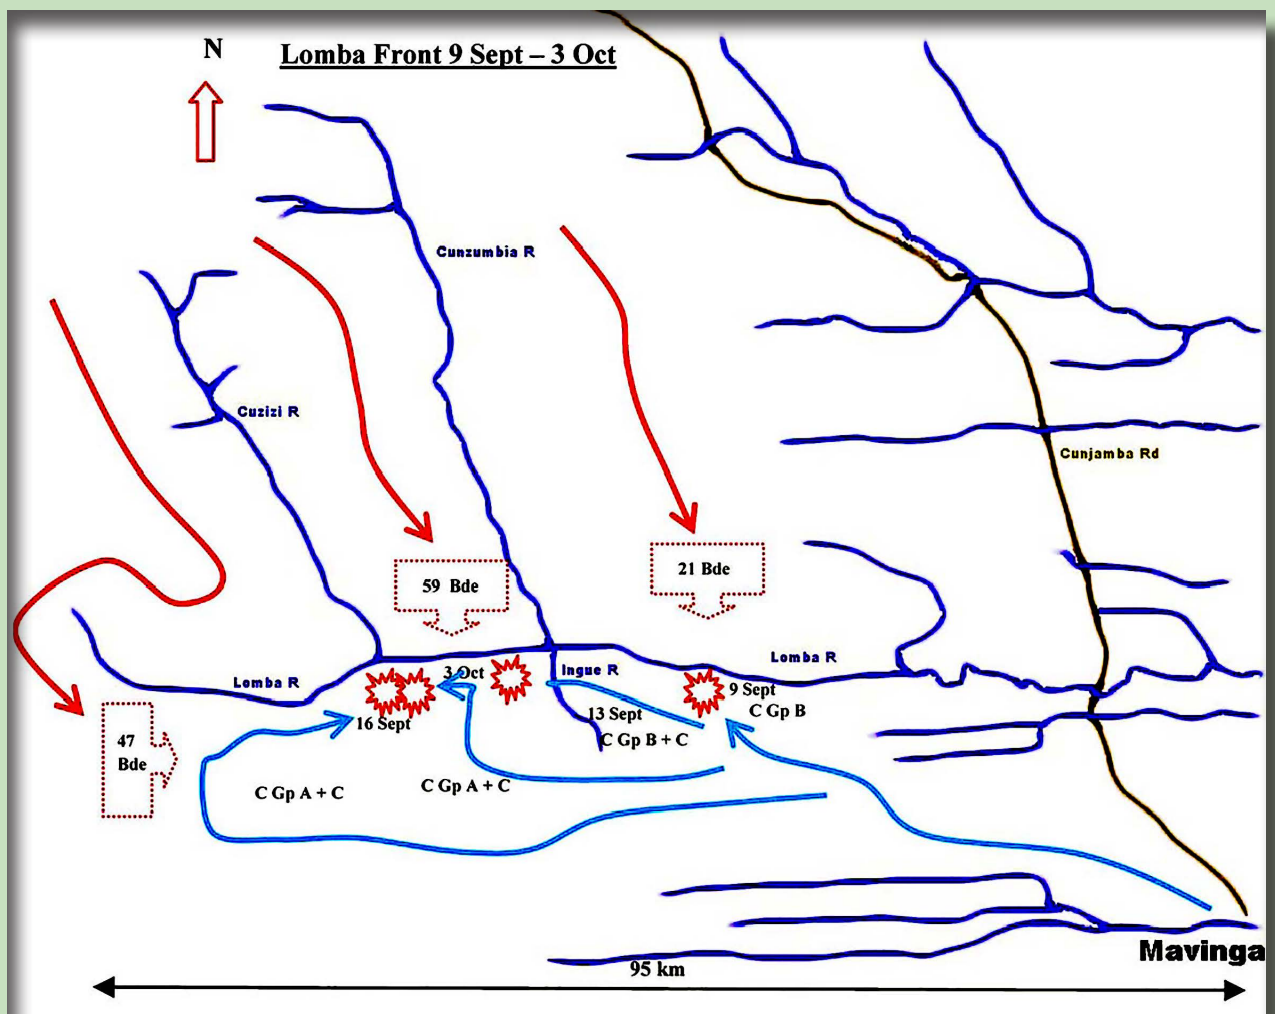 N
Lomba Front 9 Sept – 3 Oct
Cunzumbia R
Cuzizi R
Cunjamba Rd
59 Bde
21 Bde
Lomba R
3 Oct
Ingue R
Lomba R
9 Sept
C Gp B
16 Sept
13 Sept
C Gp B + C
47
Bde
C Gp A + C
C Gp A + C
Mavinga
95 km